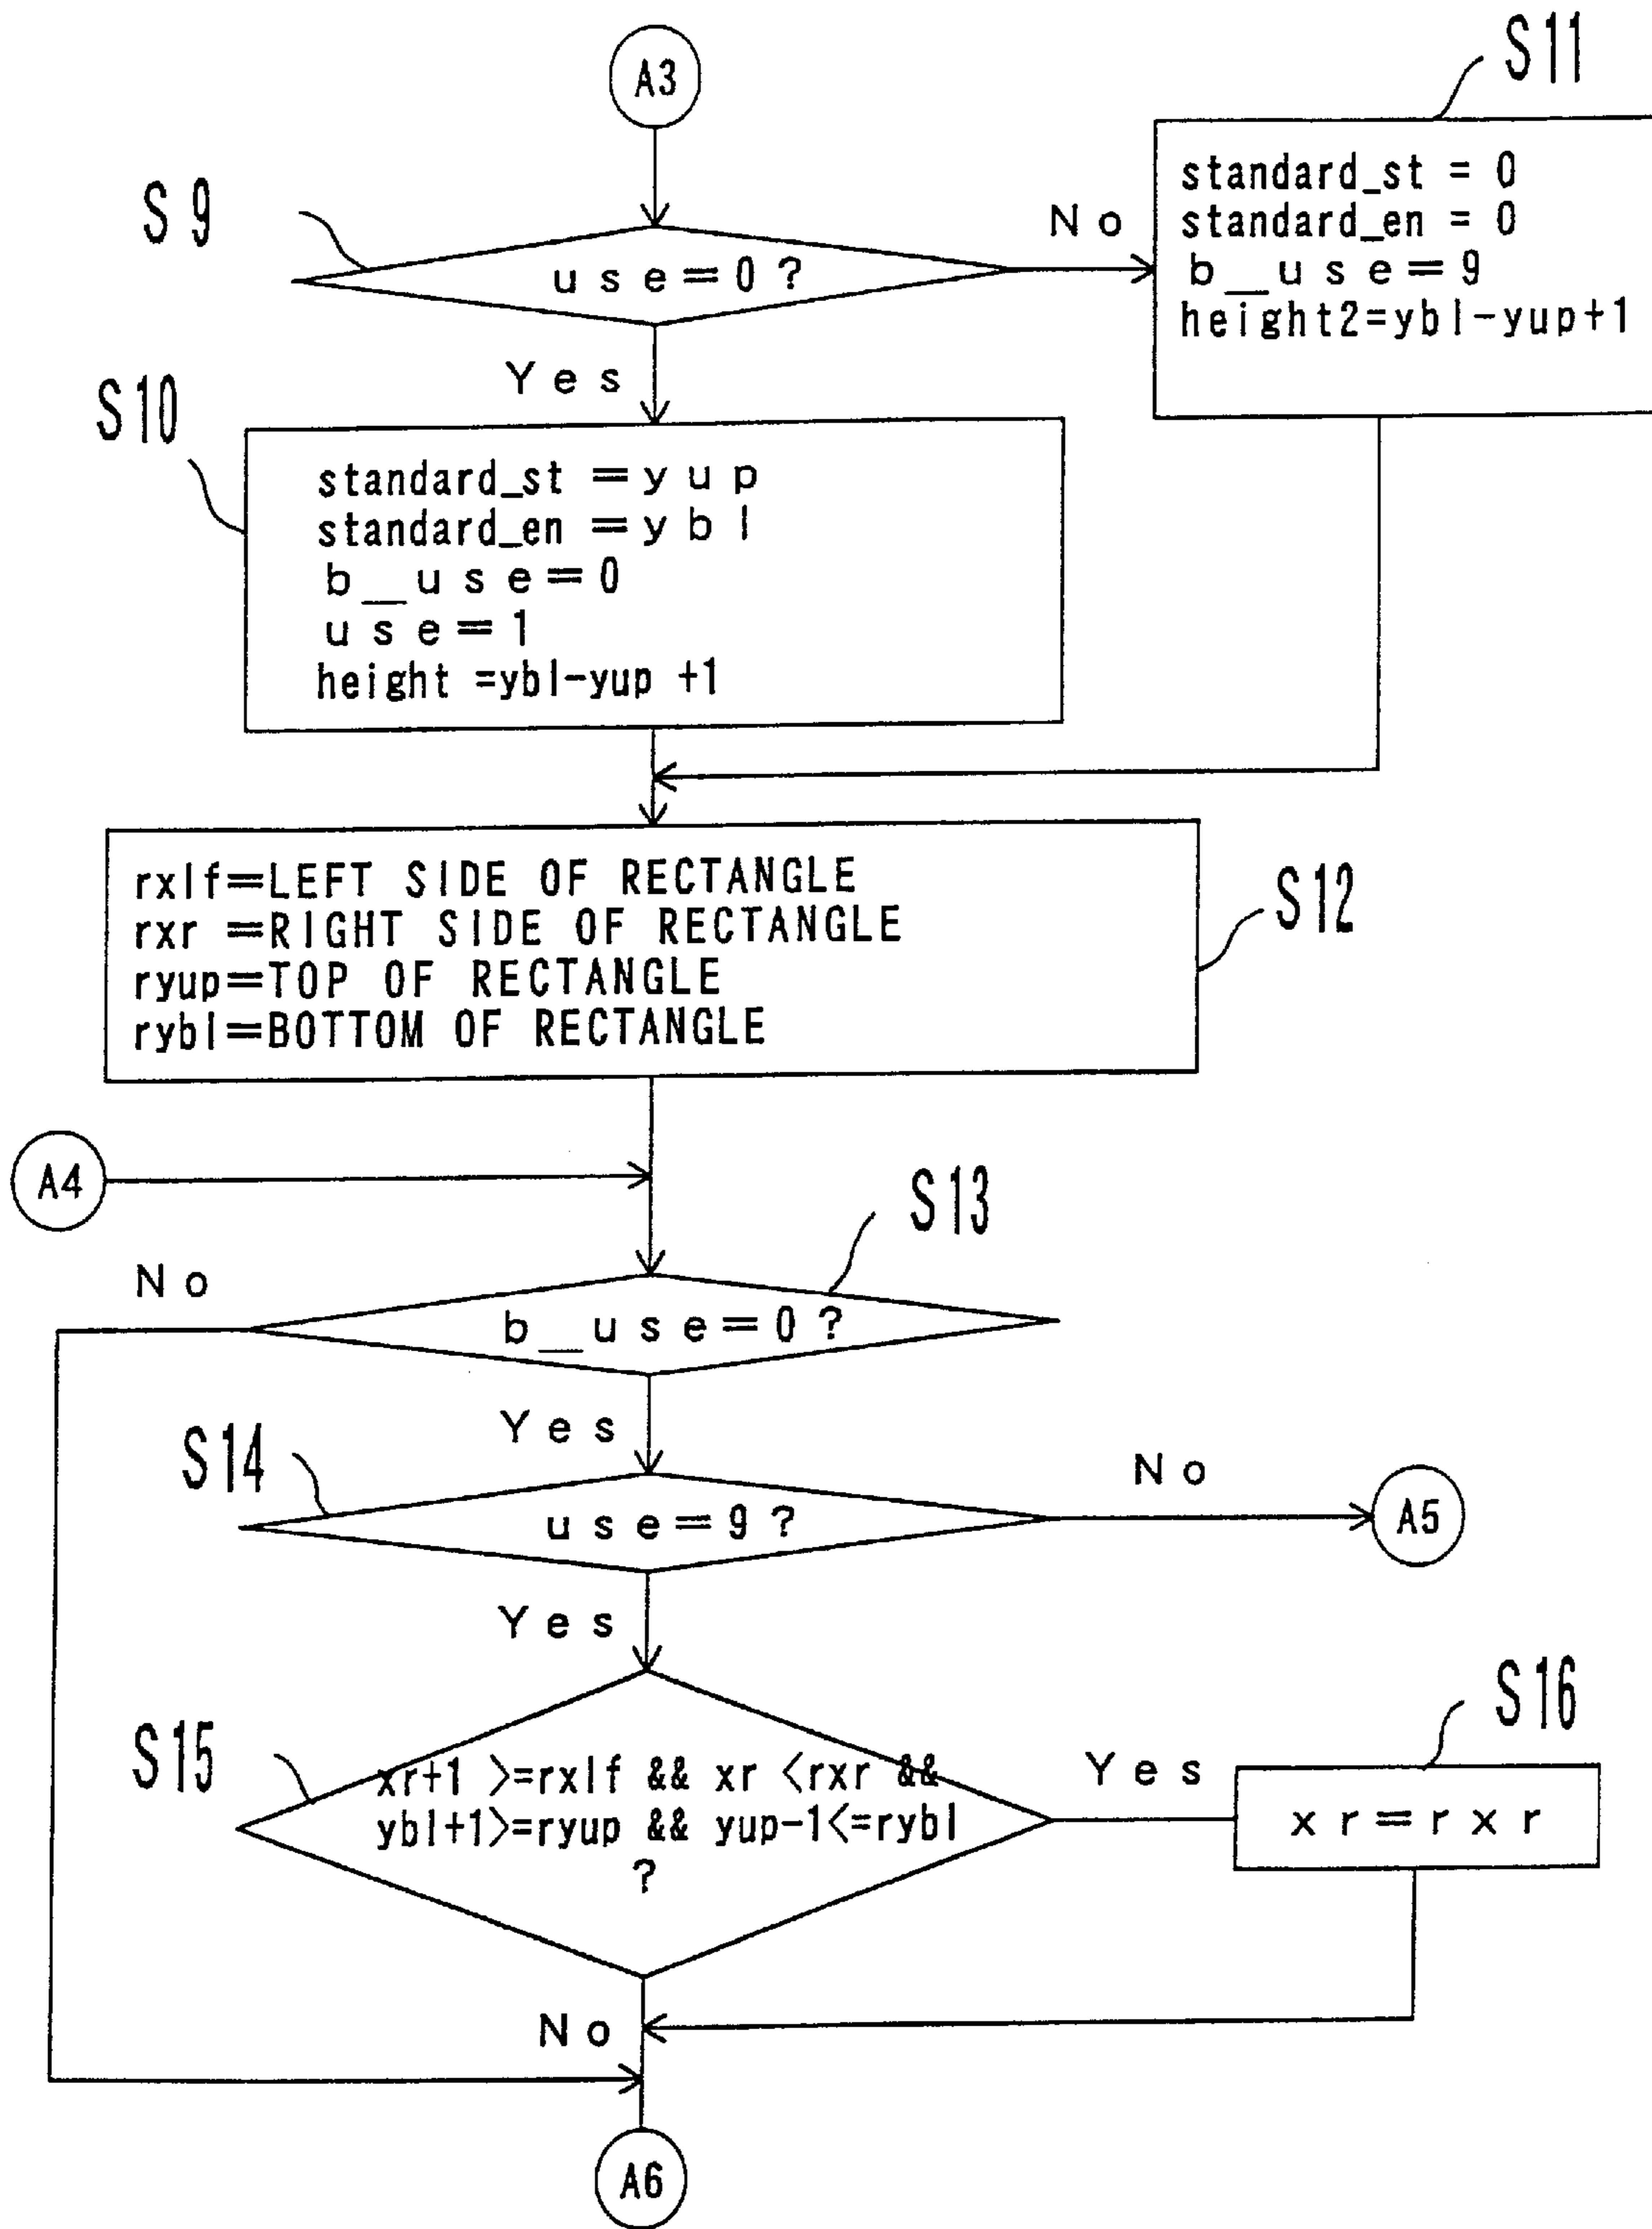 A3
S11
standard_st = 0
standard_en = 0
b_use=9
height2=ybl-yup+1
S9
use=0?
No
Yes
S10
standard_st =yup
standard_en =ybl
b_use=0
use=1
height =ybl-yup +1
S12
rxlf=LEFT SIDE OF RECTANGLE
rxr =RIGHT SIDE OF RECTANGLE
ryup=TOP OF RECTANGLE
rybl=BOTTOM OF RECTANGLE
A4
S13
No
b_use=0?
Yes
S14
use=9?
No
A5
Yes
S15
xr+1 >=rxlf && xr <rxr &&
ybl+1>=ryup && yup-1<=rybl
?
Yes
S16
xr=rxr
No
A6